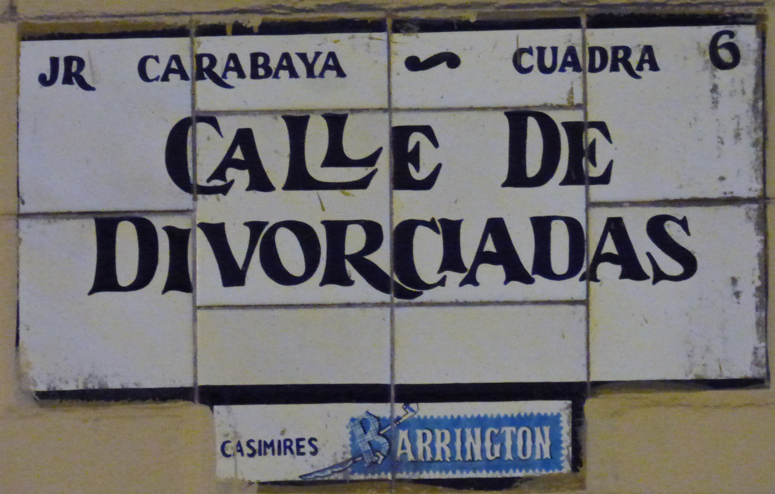 JR CARABAYA ~ CUADRA 6
CALLE DE
DIVORCIADAS
CASIMIRES BARRINGTON